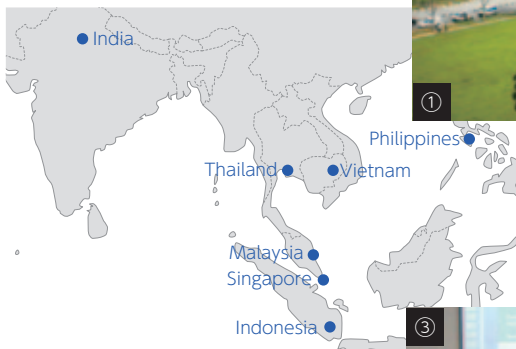 India
①
Philippines
Thailand
Vietnam
Malaysia
Singapore
Indonesia
③